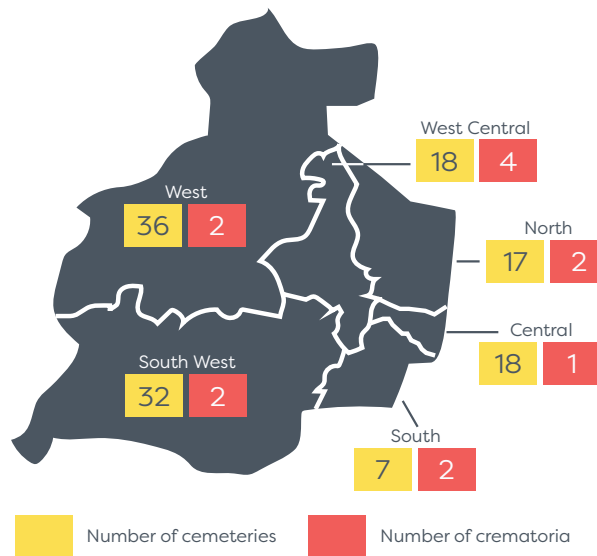 West Central
18 4
West
36 2
North
17 2
Central
18 1
South West
32 2
South
7 2
Number of cemeteries
Number of crematoria